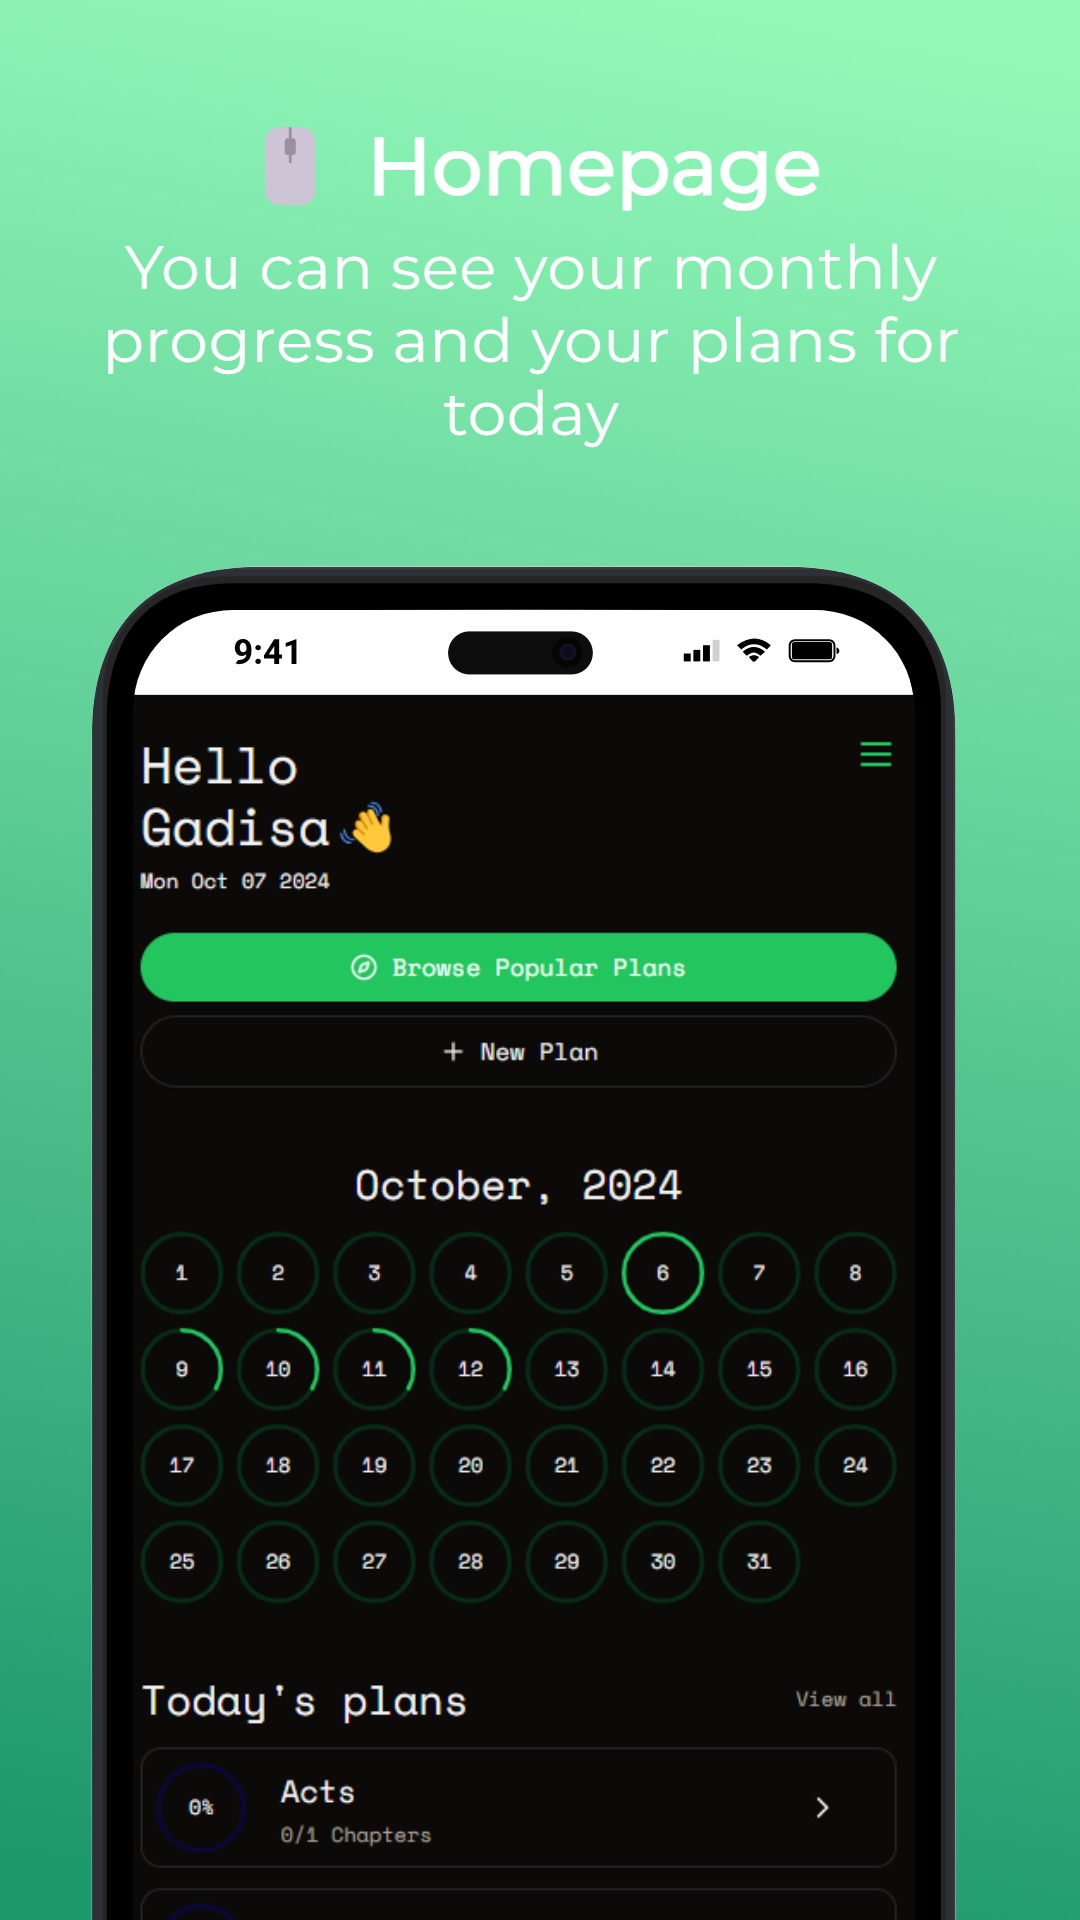 Homepage
You can see your monthly
progress and your plans for
today
9:41
Hello
Gadisa
Mon Oct 07 2024
Browse Popular Plans
+ New Plan
October, 2024
1 2 3 4 5 6 7 8
9 10 11 12 13 14 15 16
17 18 19 20 21 22 23 24
25 26 27 28 29 30 31
Today's plans View all
0% Acts
0/1 Chapters